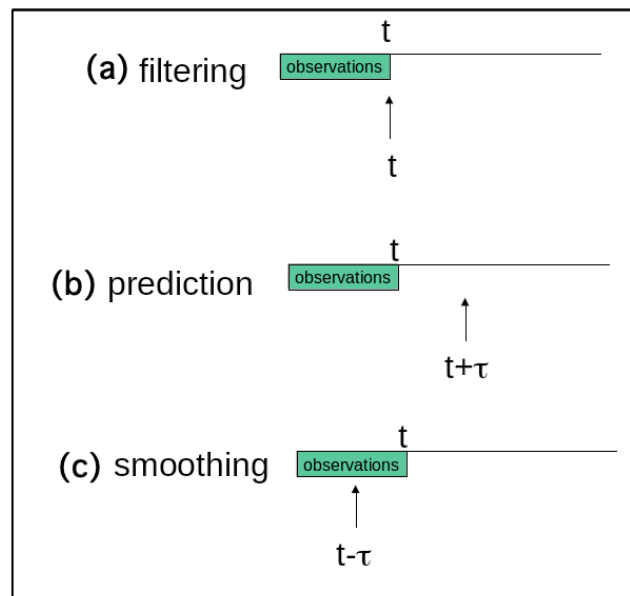 t
(a) filtering
observations
t
t
(b) prediction
observations
t+τ
t
(c) smoothing
observations
t-τ